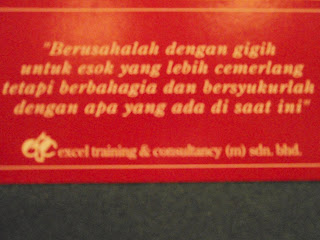 "Berusahalah dengan gigih
untuk esok yang lebih cemerlang
tetapi berbahagia dan bersyukurlah
dengan apa yang ada di saat ini"
excel training & consultancy (m) sdn. bhd.